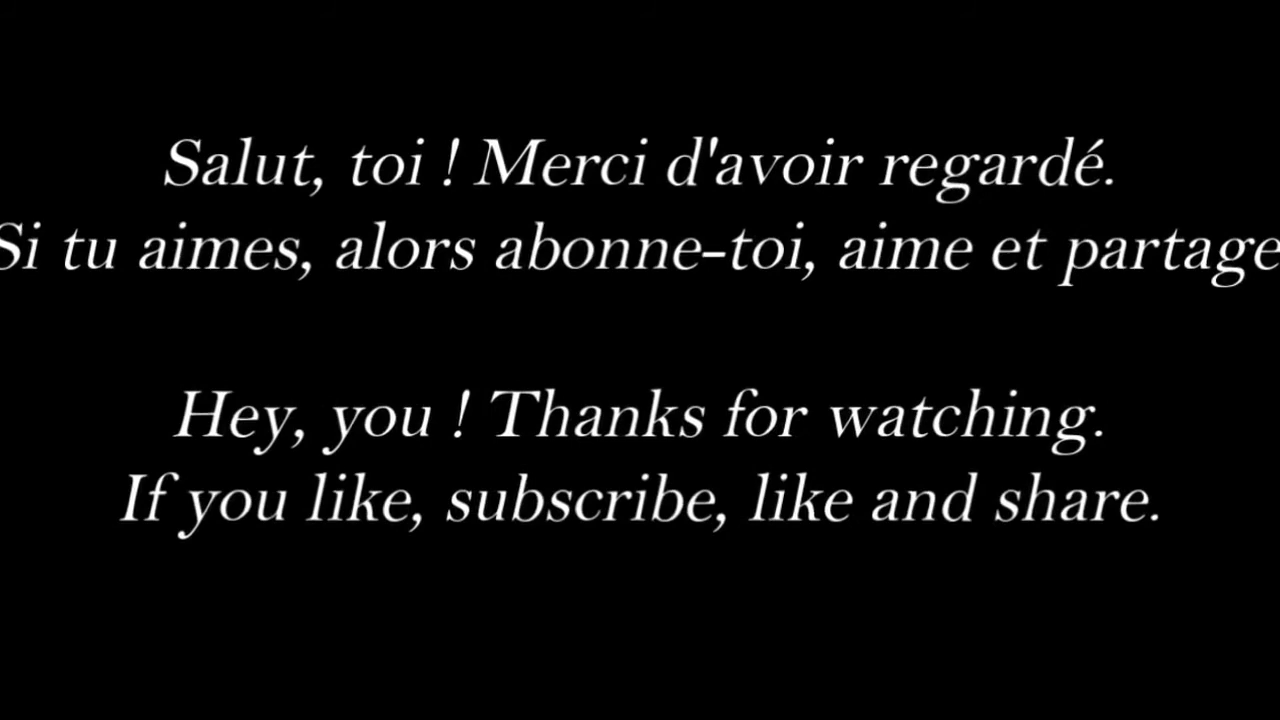 Salut, toi ! Merci d'avoir regardé.
Si tu aimes, alors abonne-toi, aime et partage
Hey, you ! Thanks for watching.
If you like, subscribe, like and share.